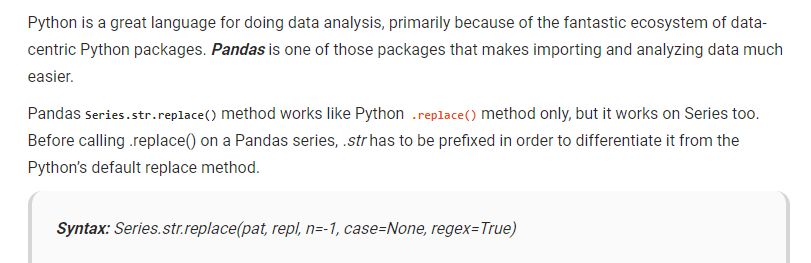 Python is a great language for doing data analysis, primarily because of the fantastic ecosystem of data-
centric Python packages. Pandas is one of those packages that makes importing and analyzing data much
easier.
Pandas Series.str.replace() method works like Python .replace() method only, but it works on Series too.
Before calling .replace() on a Pandas series, .str has to be prefixed in order to differentiate it from the
Python's default replace method.
Syntax: Series.str.replace(pat, repl, n=-1, case=None, regex=True)